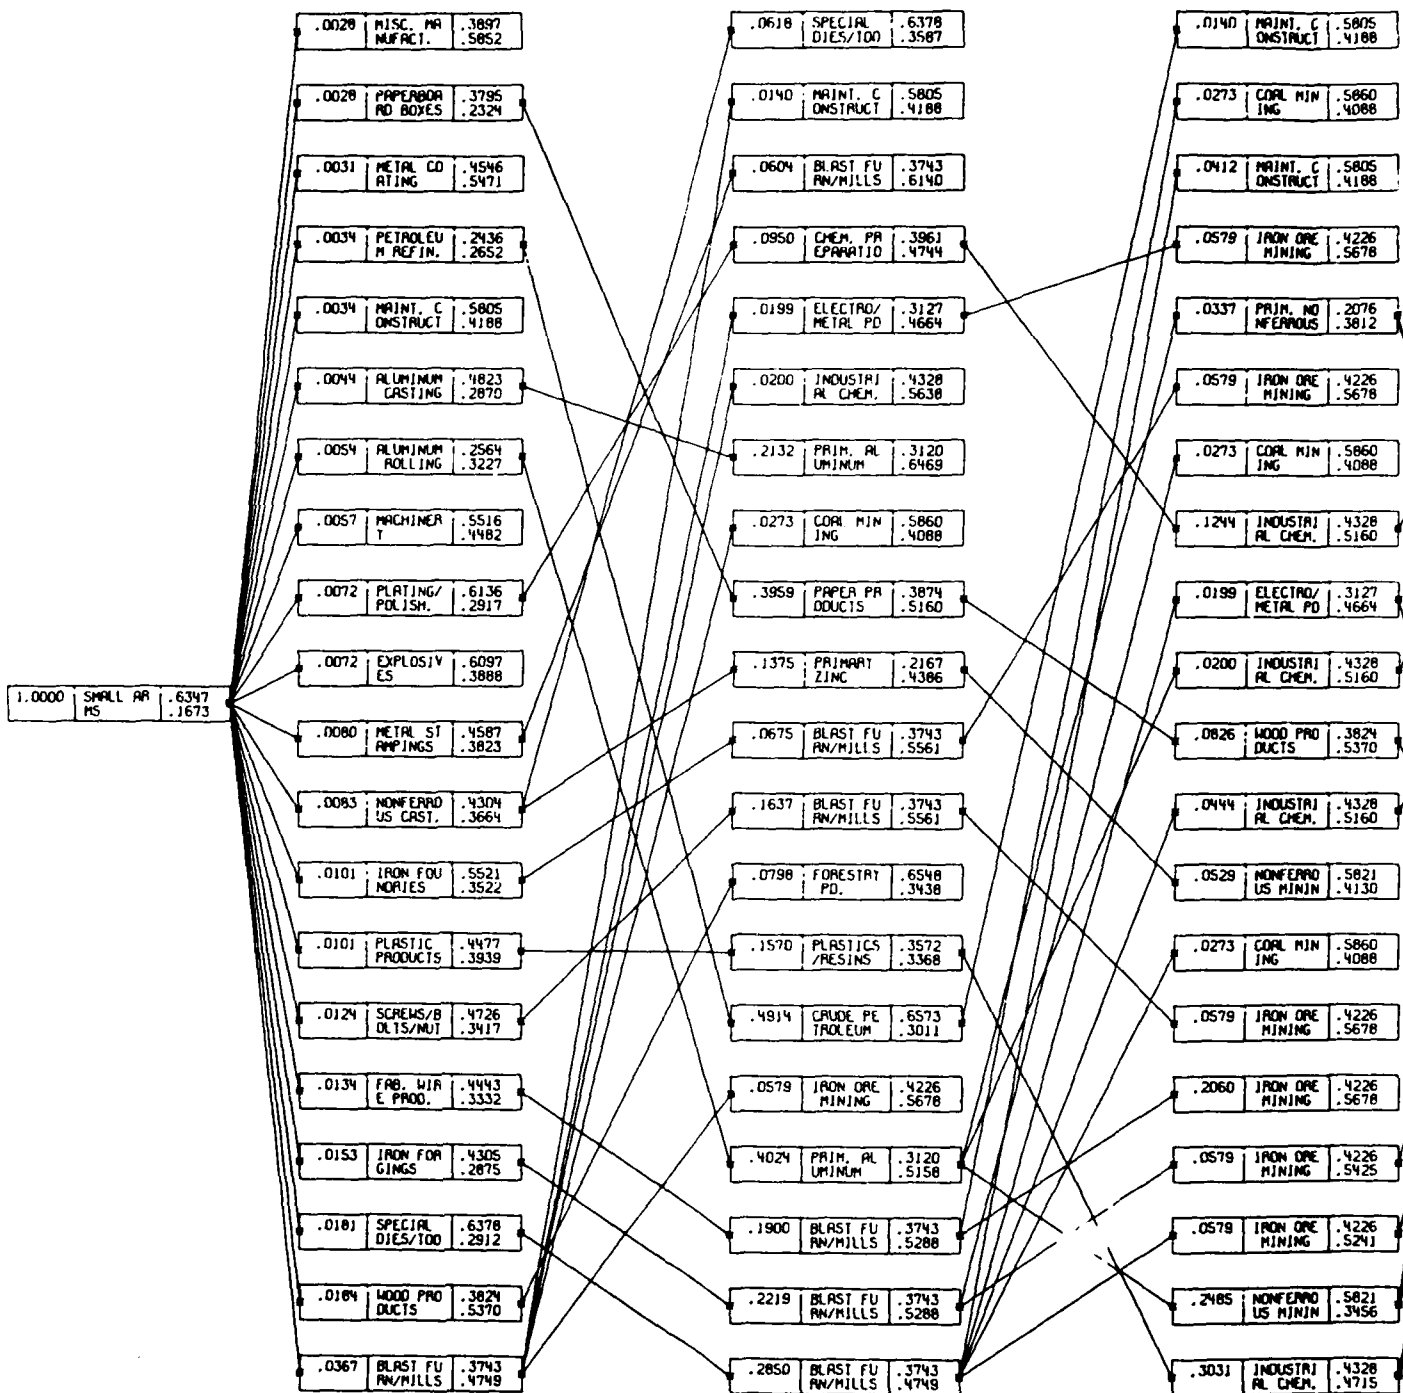 .0028 MISC. MA .3897
NUFACT. .5852
.0028 PAPERBOA .3795
RD BOXES .2324
.0031 METAL CO .4546
ATING .5471
.0034 PETROLEU .2436
M REFIN. .2652
.0034 MAINT. C .5805
ONSTRUCT .4188
.0044 ALUMINUM .4823
CASTING .2870
.0054 ALUMINUM .2564
ROLLING .3227
.0057 MACHINER .5516
Y .4482
.0072 PLATING/ .6136
POLISH. .2917
.0072 EXPLOSIV .6097
ES .3888
1.0000 SMALL AR .6347
MS .1673
.0080 METAL ST .4587
AMPINGS .3823
.0083 NONFERRO .4304
US CAST. .3664
.0101 IRON FOU .5521
NDRIES .3522
.0101 PLASTIC .4477
PRODUCTS .3939
.0124 SCREWS/B .4726
OLTS/NUT .3417
.0134 FAB. WIR .4443
E PROD. .3332
.0153 IRON FOR .4305
GINGS .2875
.0181 SPECIAL .6378
DIES/TOO .2912
.0184 WOOD PRO .3824
DUCTS .5370
.0367 BLAST FU .3743
RN/MILLS .4749
.0618 SPECIAL .6378
DIES/TOO .3587
.0140 MAINT. C .5805
ONSTRUCT .4188
.0604 BLAST FU .3743
RN/MILLS .6140
.0950 CHEM. PR .3961
EPARATIO .4744
.0199 ELECTRO/ .3127
METAL PD .4664
.0200 INDUSTRI .4328
AL CHEM. .5638
.2132 PRIM. AL .3120
UMINUM .6469
.0273 COAL MIN .5860
ING .4088
.3959 PAPER PR .3874
ODUCTS .5160
.1375 PRIMARY .2167
ZINC .4386
.0675 BLAST FU .3743
RN/MILLS .5561
.1637 BLAST FU .3743
RN/MILLS .5561
.0798 FORESTRY .6548
PD. .3438
.1570 PLASTICS .3572
/RESINS .3368
.4914 CRUDE PE .6573
TROLEUM .3011
.0579 IRON ORE .4226
MINING .5678
.4024 PRIM. AL .3120
UMINUM .5158
.1900 BLAST FU .3743
RN/MILLS .5288
.2219 BLAST FU .3743
RN/MILLS .5288
.2850 BLAST FU .3743
RN/MILLS .4749
.0140 MAINT. C .5805
ONSTRUCT .4188
.0273 COAL MIN .5860
ING .4088
.0412 MAINT. C .5805
ONSTRUCT .4188
.0579 IRON ORE .4226
MINING .5678
.0337 PRIM. NO .2076
NFERROUS .3812
.0579 IRON ORE .4226
MINING .5678
.0273 COAL MIN .5860
ING .4088
.1244 INDUSTRI .4328
AL CHEM. .5160
.0199 ELECTRO/ .3127
METAL PD .4664
.0200 INDUSTRI .4328
AL CHEM. .5160
.0826 WOOD PRO .3824
DUCTS .5370
.0444 INDUSTRI .4328
AL CHEM. .5160
.0529 NONFERRO .5821
US MININ .4130
.0273 COAL MIN .5860
ING .4088
.0579 IRON ORE .4226
MINING .5678
.2060 IRON ORE .4226
MINING .5678
.0579 IRON ORE .4226
MINING .5425
.0579 IRON ORE .4226
MINING .5241
.2485 NONFERRO .5821
US MININ .3456
.3031 INDUSTRI .4328
AL CHEM. .4715